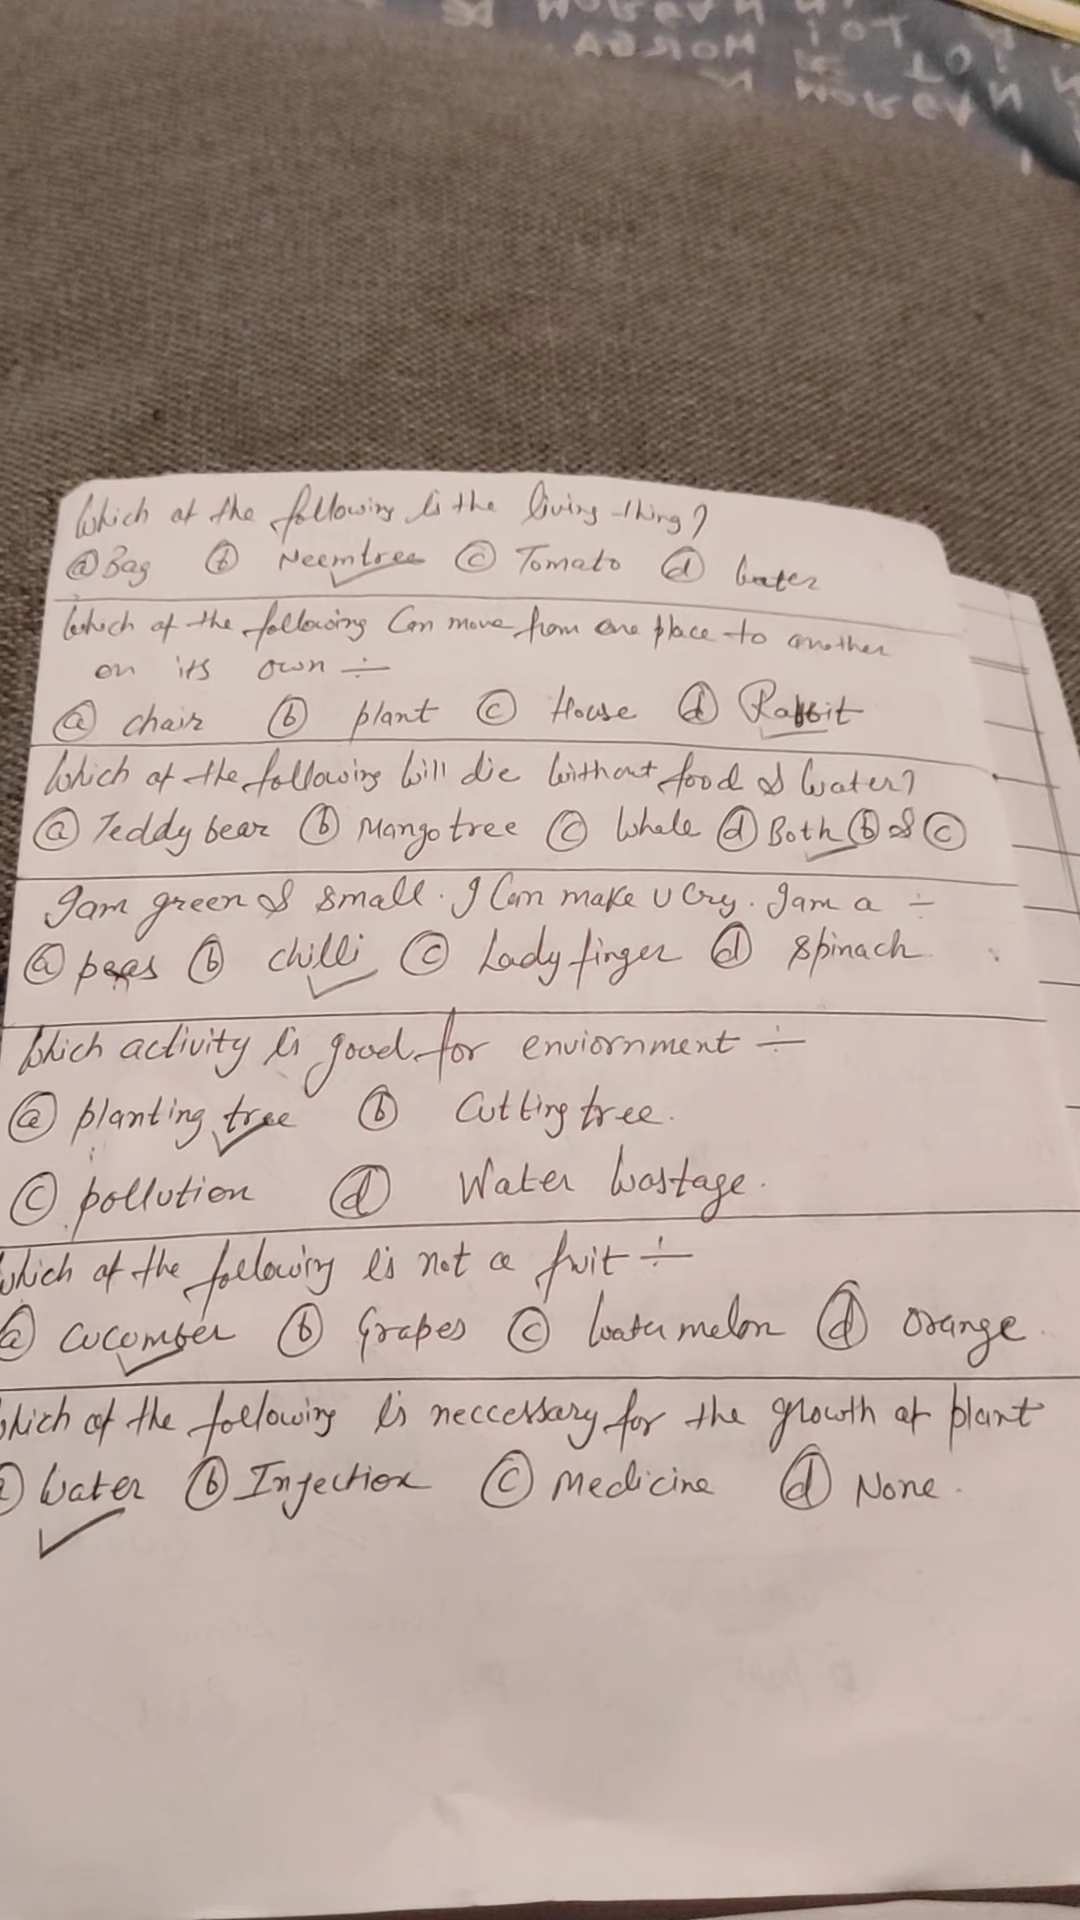 Which of the following is the living thing?
ⓐ Bag ⓑ Neemtree ⓒ Tomato ⓓ water
Which of the following Can move from one place to another
on its own ÷
ⓐ chair ⓑ plant ⓒ House ⓓ Rabbit
Which of the following will die without food & water?
ⓐ Teddy bear ⓑ Mango tree ⓒ Whale ⓓ Both ⓑ & ⓒ
I am green & small. I Can make u Cry. I am a ÷
ⓐ peas ⓑ chilli ⓒ Lady finger ⓓ spinach
Which activity is good for enviornment ÷
ⓐ planting tree ⓑ Cutting tree.
ⓒ pollution ⓓ Water wastage.
which of the following is not a fruit ÷
ⓐ cucumber ⓑ Grapes ⓒ watermelon ⓓ orange.
which of the following is neccessary for the growth of plant
ⓐ water ⓑ Injection ⓒ Medicine ⓓ None.